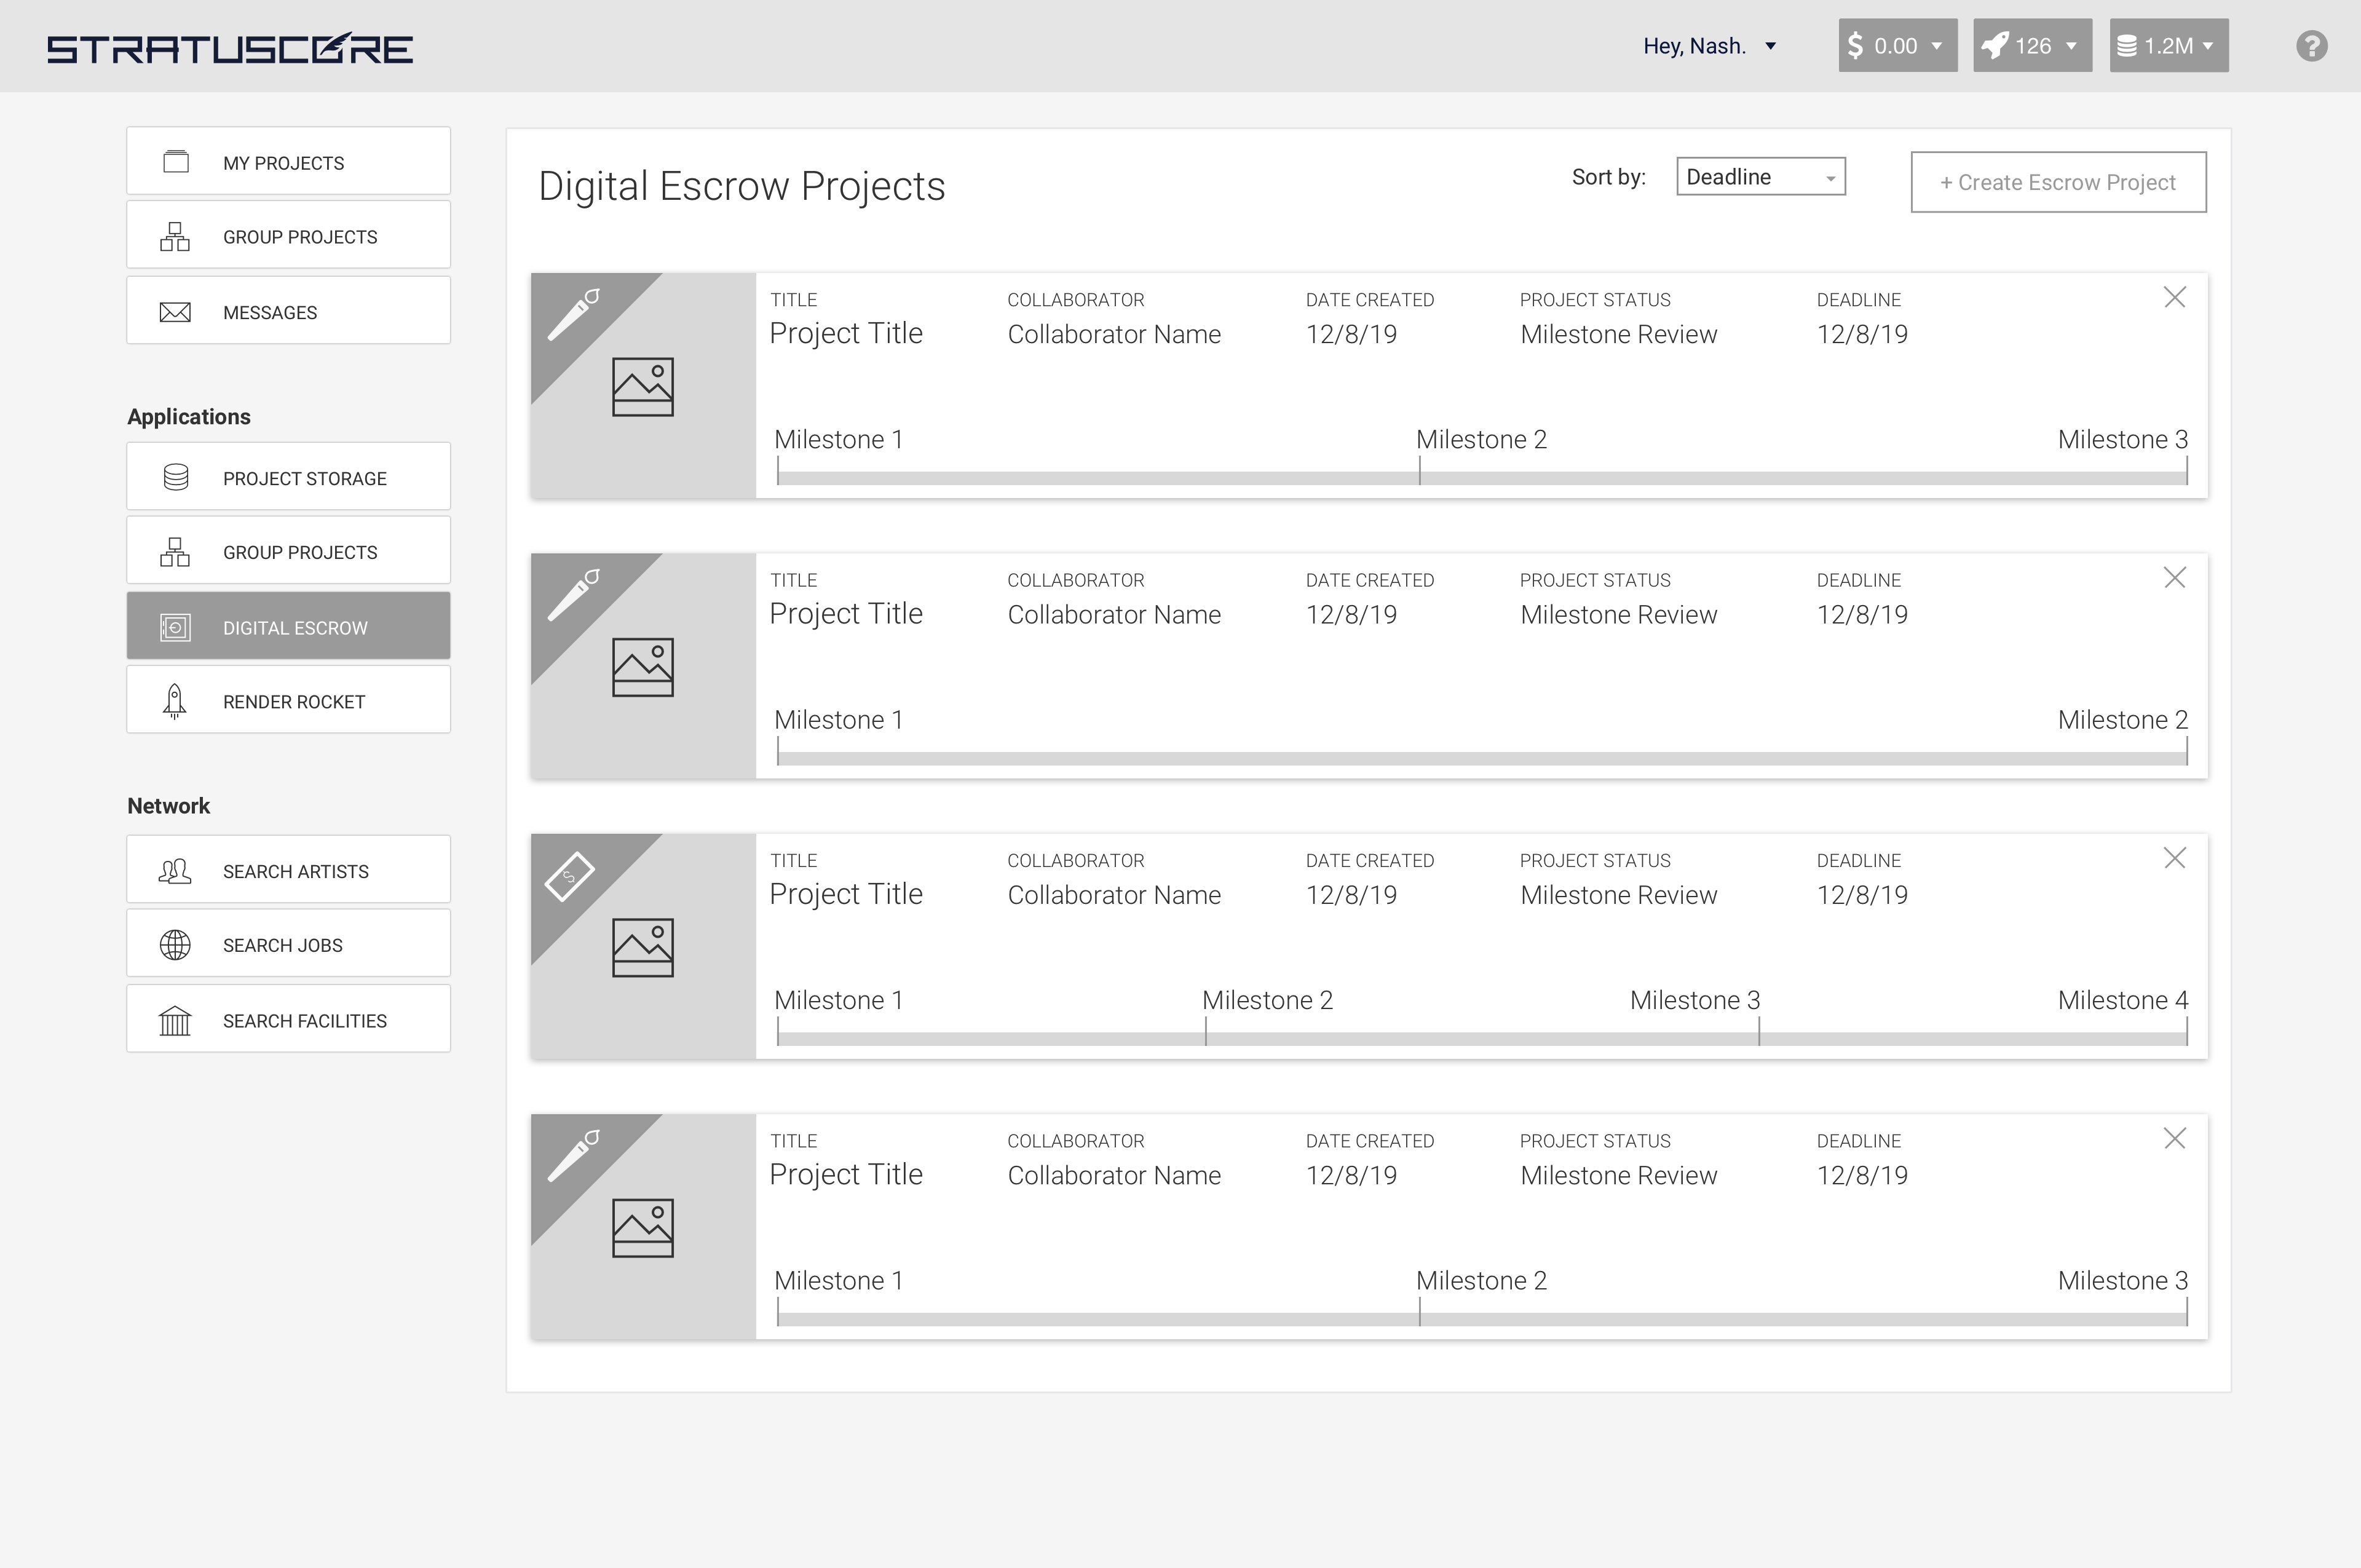 STRATUSCORE
Hey, Nash.
$ 0.00
126
1.2M
?
MY PROJECTS
GROUP PROJECTS
MESSAGES
Applications
PROJECT STORAGE
GROUP PROJECTS
DIGITAL ESCROW
RENDER ROCKET
Network
SEARCH ARTISTS
SEARCH JOBS
SEARCH FACILITIES
Digital Escrow Projects
Sort by: Deadline
+ Create Escrow Project
TITLE COLLABORATOR DATE CREATED PROJECT STATUS DEADLINE
Project Title Collaborator Name 12/8/19 Milestone Review 12/8/19
Milestone 1 Milestone 2 Milestone 3
TITLE COLLABORATOR DATE CREATED PROJECT STATUS DEADLINE
Project Title Collaborator Name 12/8/19 Milestone Review 12/8/19
Milestone 1 Milestone 2
TITLE COLLABORATOR DATE CREATED PROJECT STATUS DEADLINE
$
Project Title Collaborator Name 12/8/19 Milestone Review 12/8/19
Milestone 1 Milestone 2 Milestone 3 Milestone 4
TITLE COLLABORATOR DATE CREATED PROJECT STATUS DEADLINE
Project Title Collaborator Name 12/8/19 Milestone Review 12/8/19
Milestone 1 Milestone 2 Milestone 3